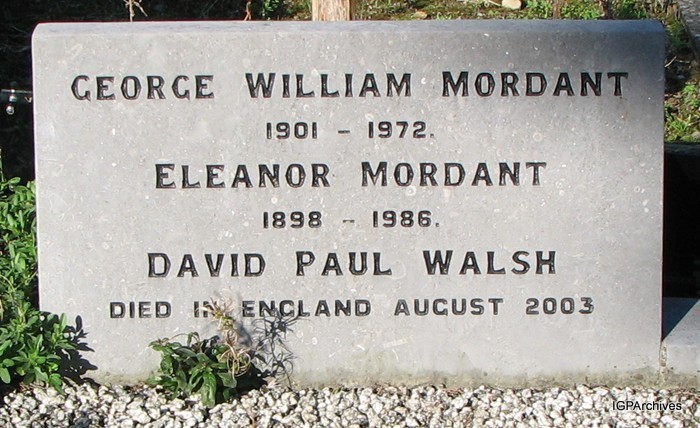 GEORGE WILLIAM MORDANT
1901 - 1972.
ELEANOR MORDANT
1898 - 1986.
DAVID PAUL WALSH
DIED IN ENGLAND AUGUST 2003
IGPArchives